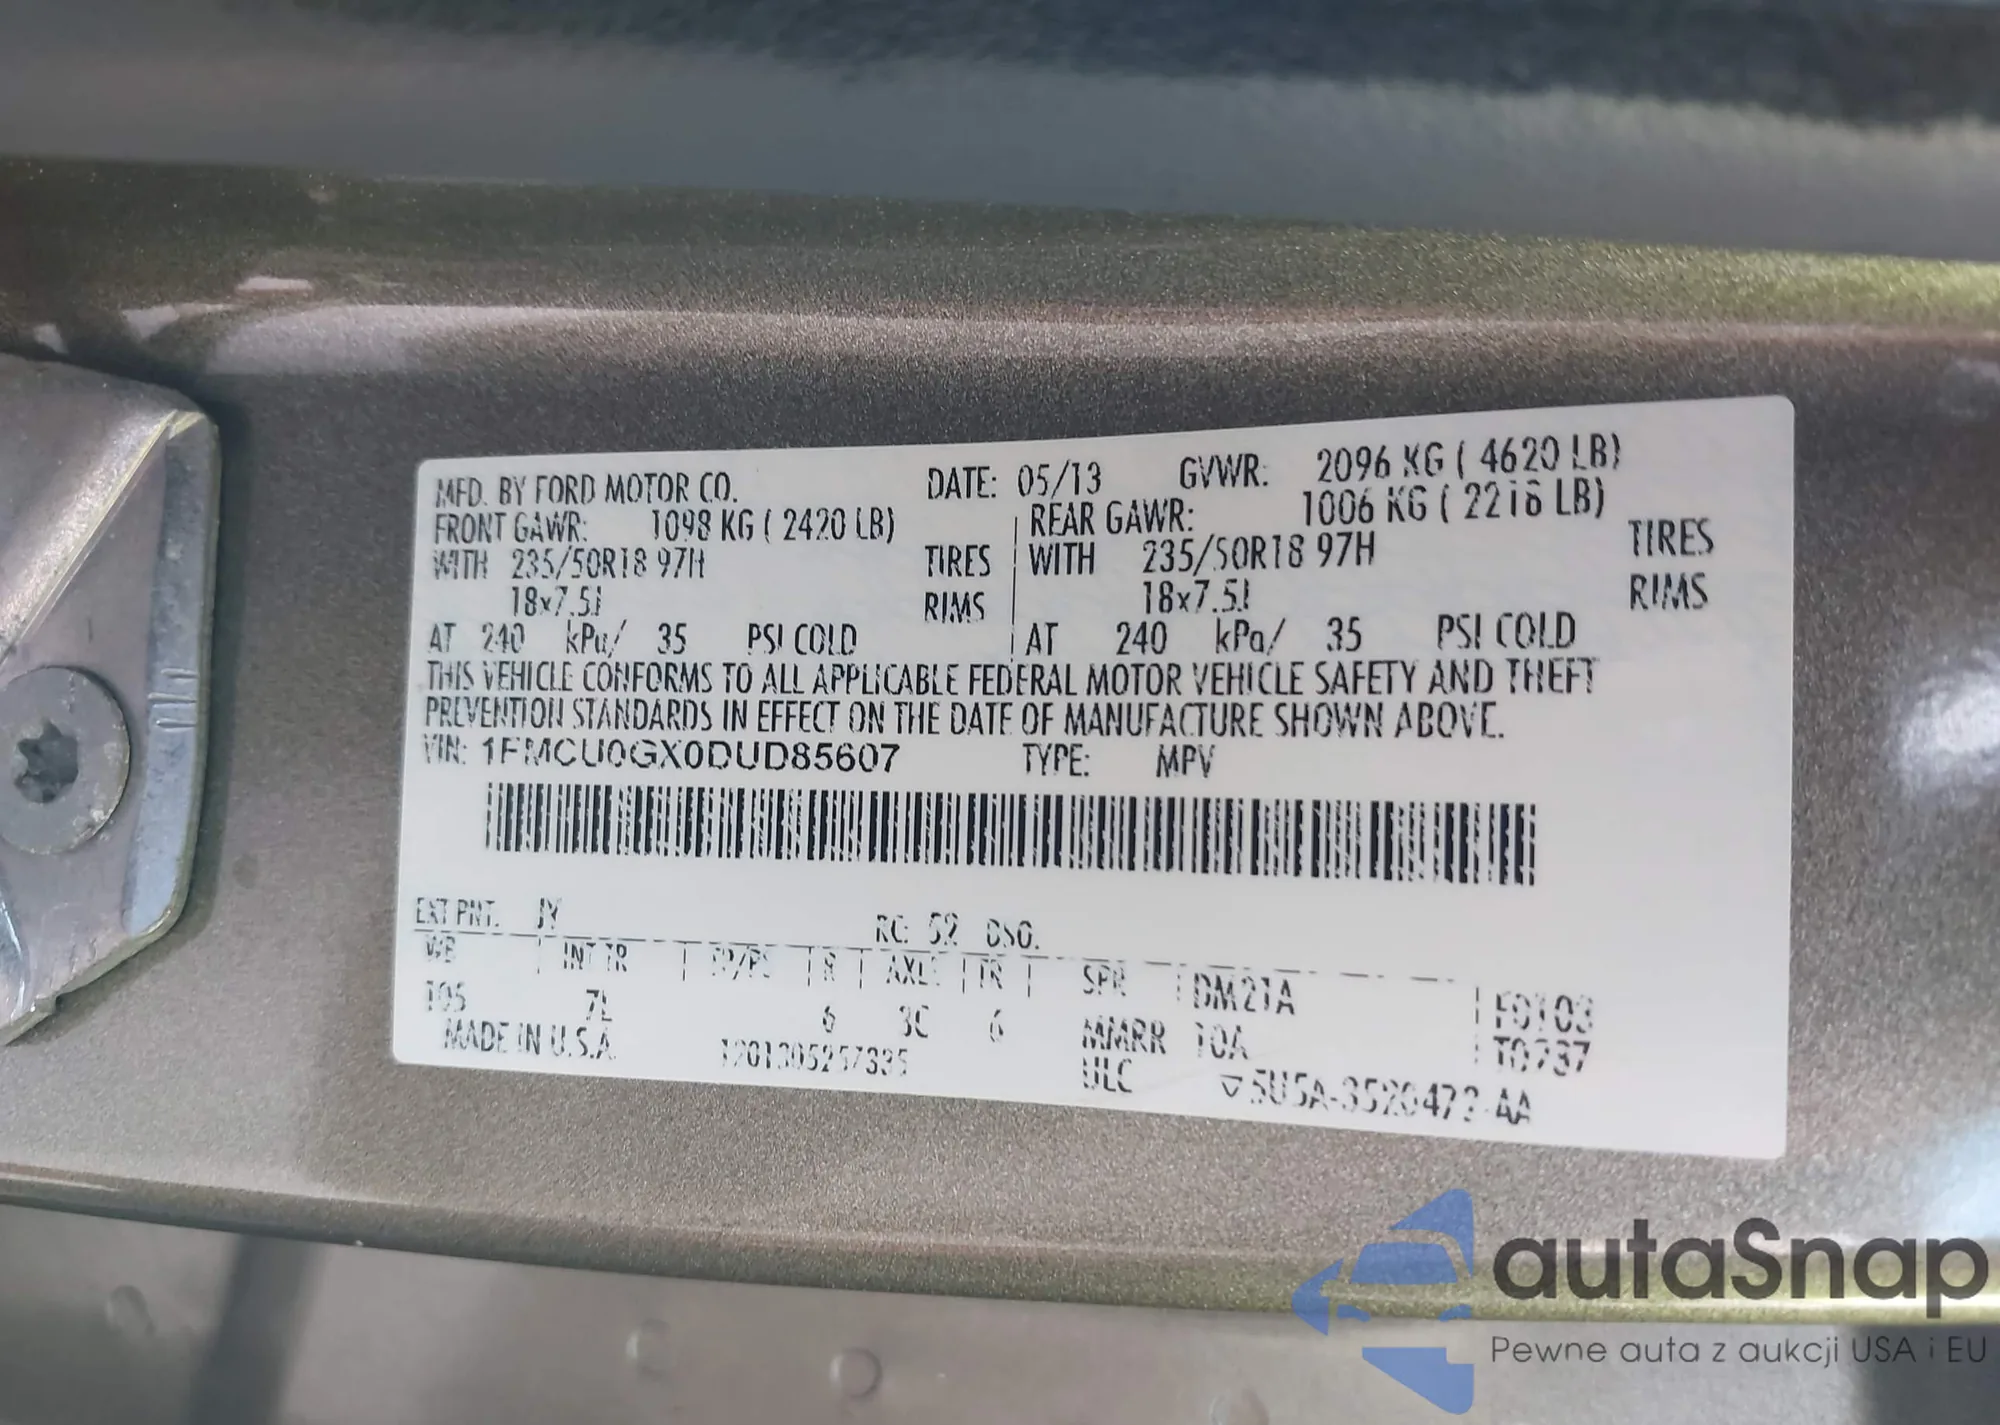 MFD. BY FORD MOTOR CO. DATE: 05/13 GVWR: 2096 KG ( 4620 LB)
FRONT GAWR: 1098 KG ( 2420 LB) REAR GAWR: 1006 KG ( 2218 LB)
WITH 235/50R18 97H TIRES WITH 235/50R18 97H TIRES
18x7.5J RIMS 18x7.5J RIMS
AT 240 kPa/ 35 PSI COLD AT 240 kPa/ 35 PSI COLD
THIS VEHICLE CONFORMS TO ALL APPLICABLE FEDERAL MOTOR VEHICLE SAFETY AND THEFT
PREVENTION STANDARDS IN EFFECT ON THE DATE OF MANUFACTURE SHOWN ABOVE.
VIN: 1FMCU0GX0DUD85607 TYPE: MPV
EXT PNT. JY RC: 52 DSO.
WB INT TR TP/PS R AXLE TR SPR DM21A
105 7L 6 3C 6 MMRR 10A
MADE IN U.S.A. ULC
autaSnap
Pewne auta z aukcji USA i EU